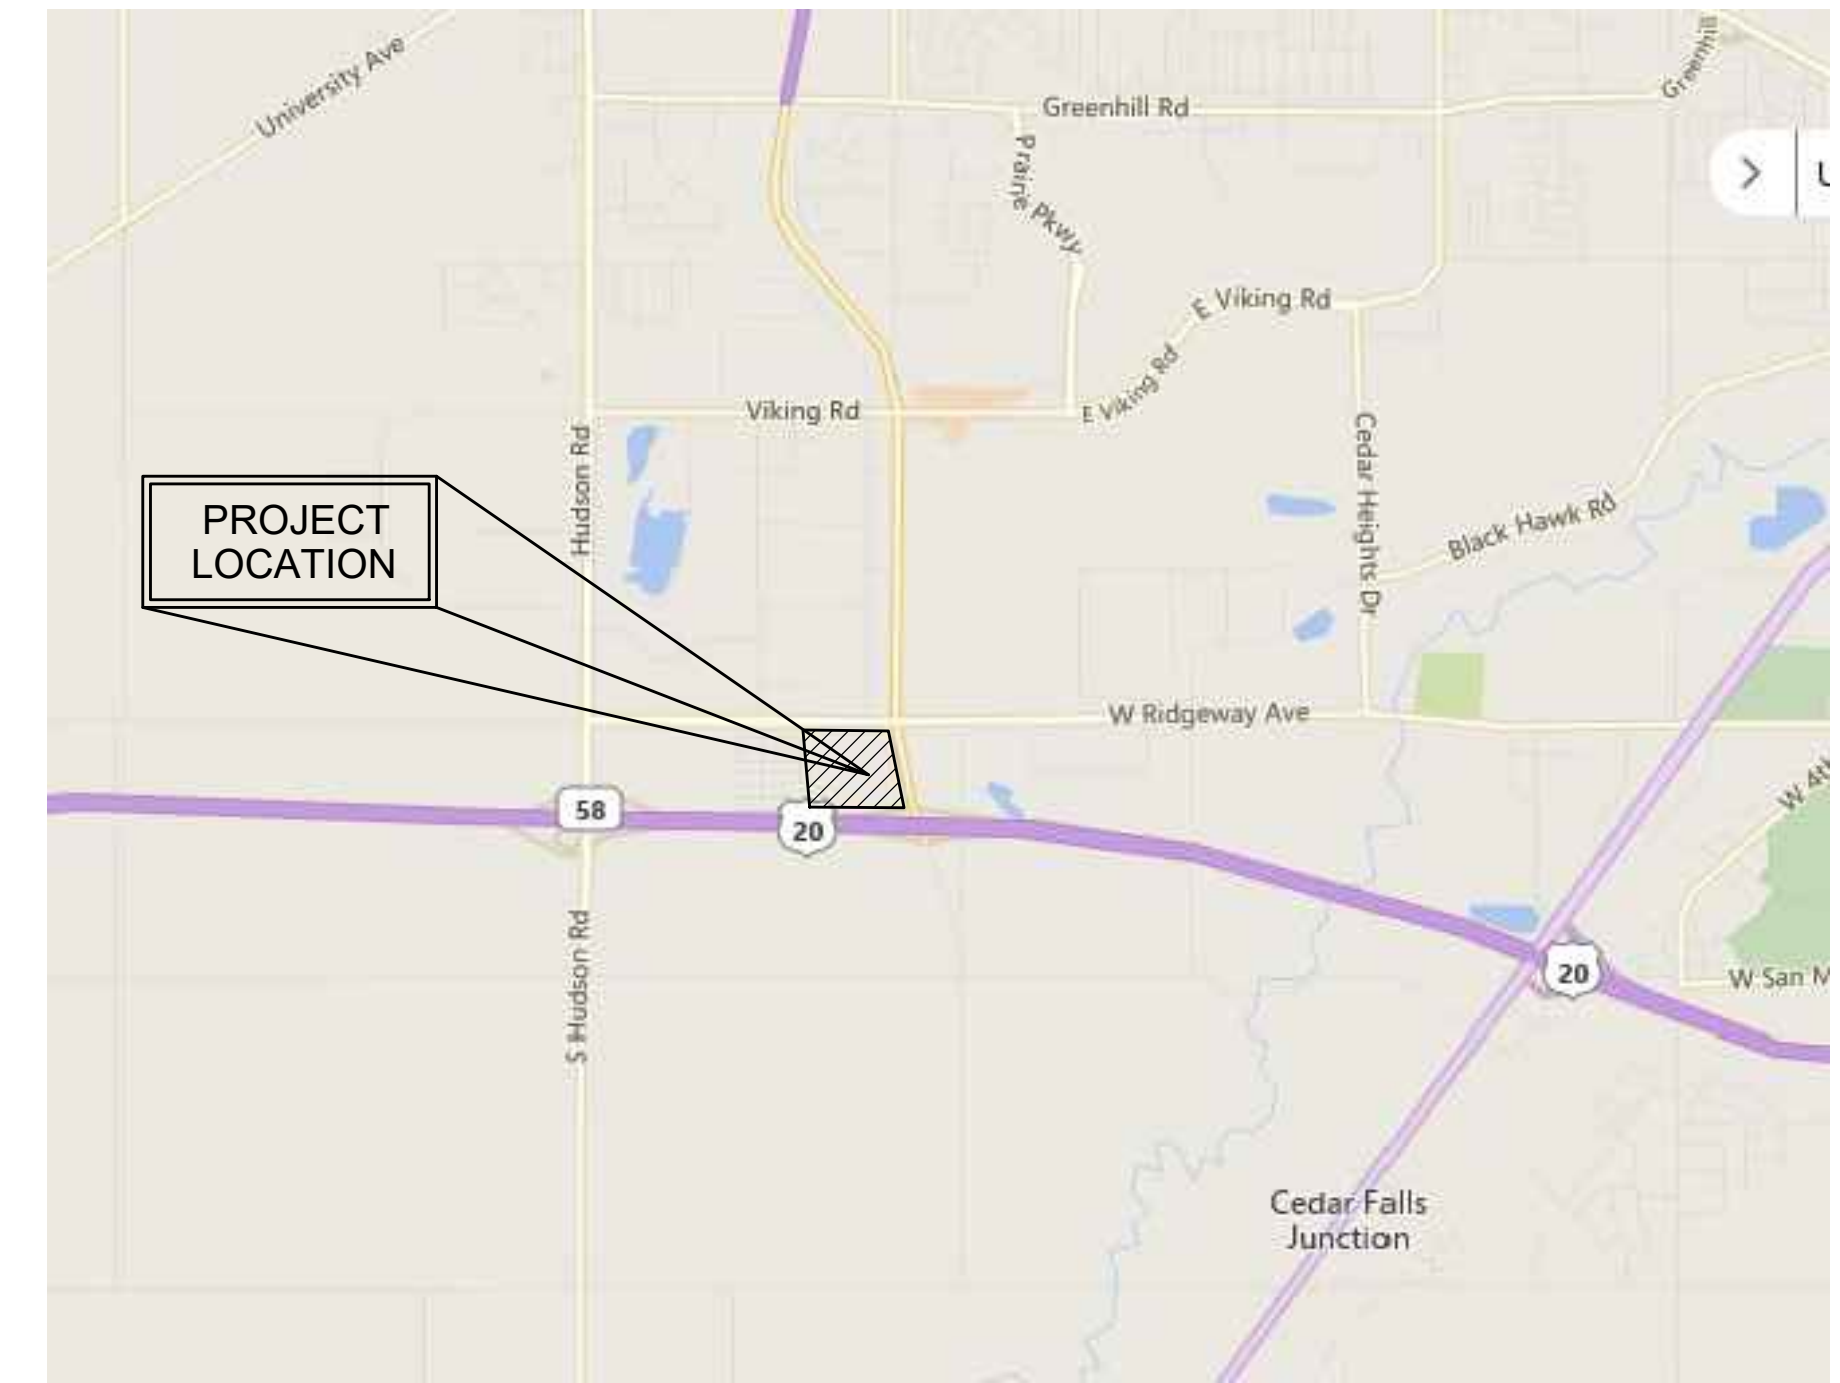 University Ave
Greenhill Rd
Greenhill
Prairie Pkwy
E Viking Rd
Viking Rd
E Viking Rd
Hudson Rd
Cedar Heights Dr
Black Hawk Rd
PROJECT
LOCATION
W Ridgeway Ave
58
20
W 4th
20
W San M
S Hudson Rd
Cedar Falls
Junction